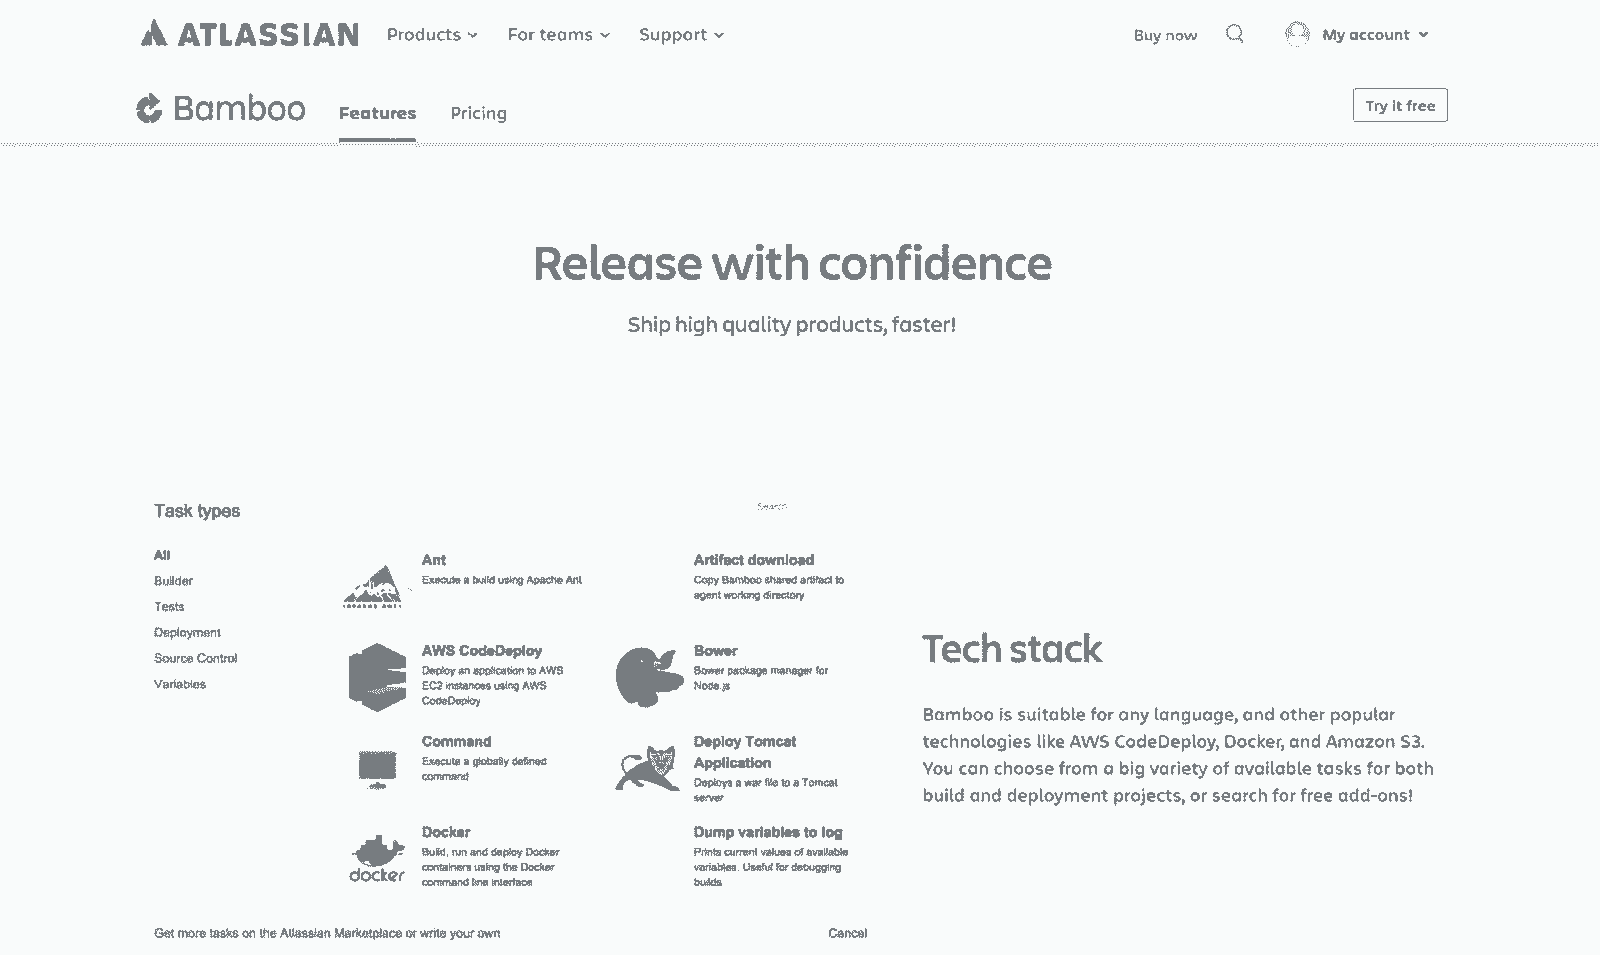 ATLASSIAN Products For teams Support Buy now My account
Bamboo Features Pricing Try it free
Release with confidence
Ship high quality products, faster!
Task types
Search
All
Builder
Tests
Deployment
Source Control
Variables
Ant
Execute a build using Apache Ant
Artifact download
Copy Bamboo shared artifact to
agent working directory
AWS CodeDeploy
Deploy an application to AWS
EC2 instances using AWS
CodeDeploy
Bower
Bower package manager for
Node.js
Command
Execute a globally defined
command
Deploy Tomcat
Application
Deploys a war file to a Tomcat
server
docker
Docker
Build, run and deploy Docker
containers using the Docker
command line interface
Dump variables to log
Prints current values of available
variables. Useful for debugging
builds
Get more tasks on the Atlassian Marketplace or write your own
Cancel
Tech stack
Bamboo is suitable for any language, and other popular
technologies like AWS CodeDeploy, Docker, and Amazon S3.
You can choose from a big variety of available tasks for both
build and deployment projects, or search for free add-ons!